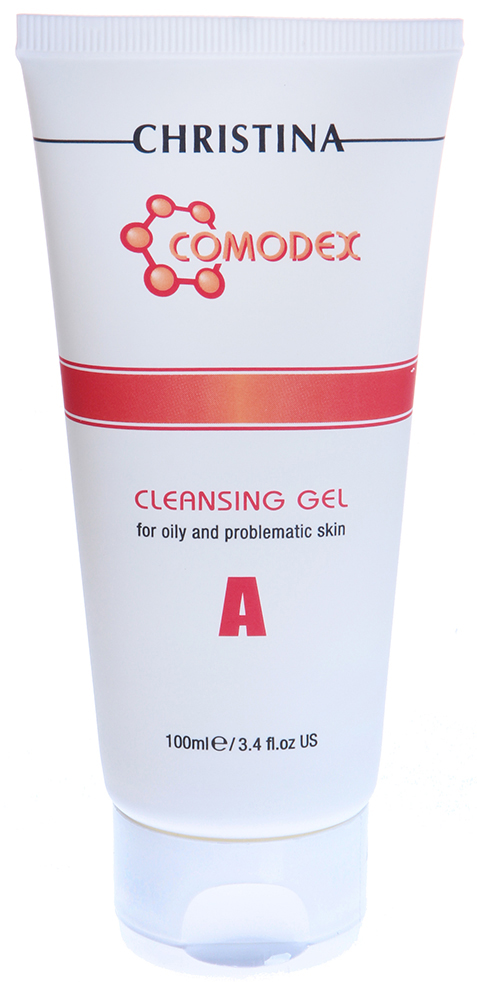 CHRISTINA
COMODEX
CLEANSING GEL
for oily and problematic skin
A
100ml℮/3.4 fl.oz US